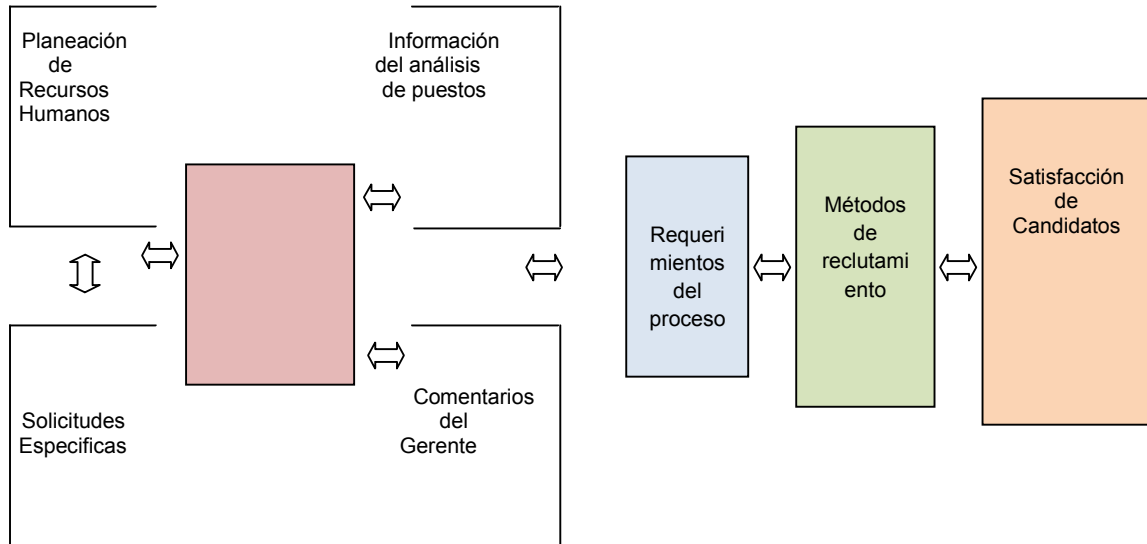 Planeación
de
Recursos
Humanos
Información
del análisis
de puestos
Solicitudes
Especificas
Comentarios
del
Gerente
Requeri
mientos
del
proceso
Métodos
de
reclutami
ento
Satisfacción
de
Candidatos